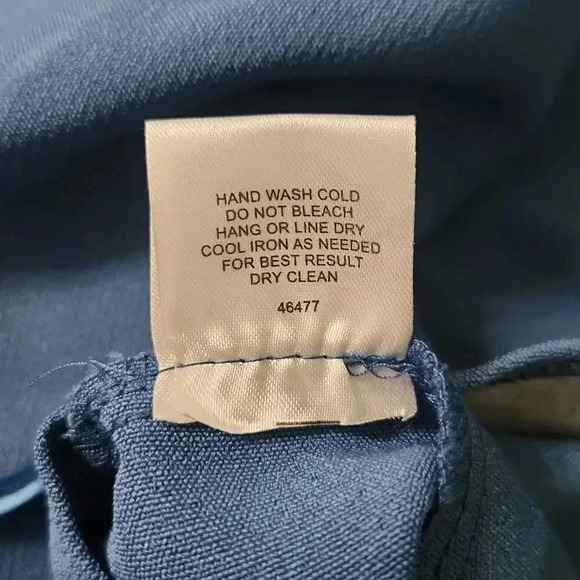 HAND WASH COLD
DO NOT BLEACH
HANG OR LINE DRY
COOL IRON AS NEEDED
FOR BEST RESULT
DRY CLEAN
46477